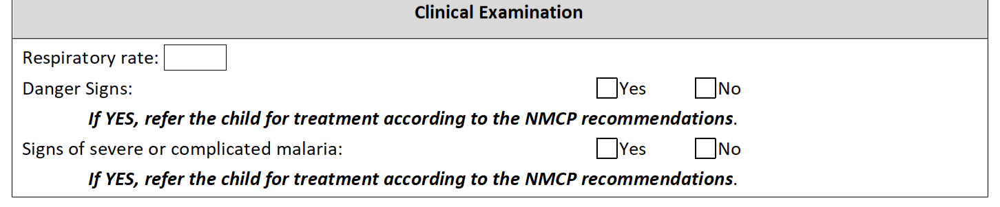 Clinical Examination
Respiratory rate:
Danger Signs: Yes No
If YES, refer the child for treatment according to the NMCP recommendations.
Signs of severe or complicated malaria: Yes No
If YES, refer the child for treatment according to the NMCP recommendations.